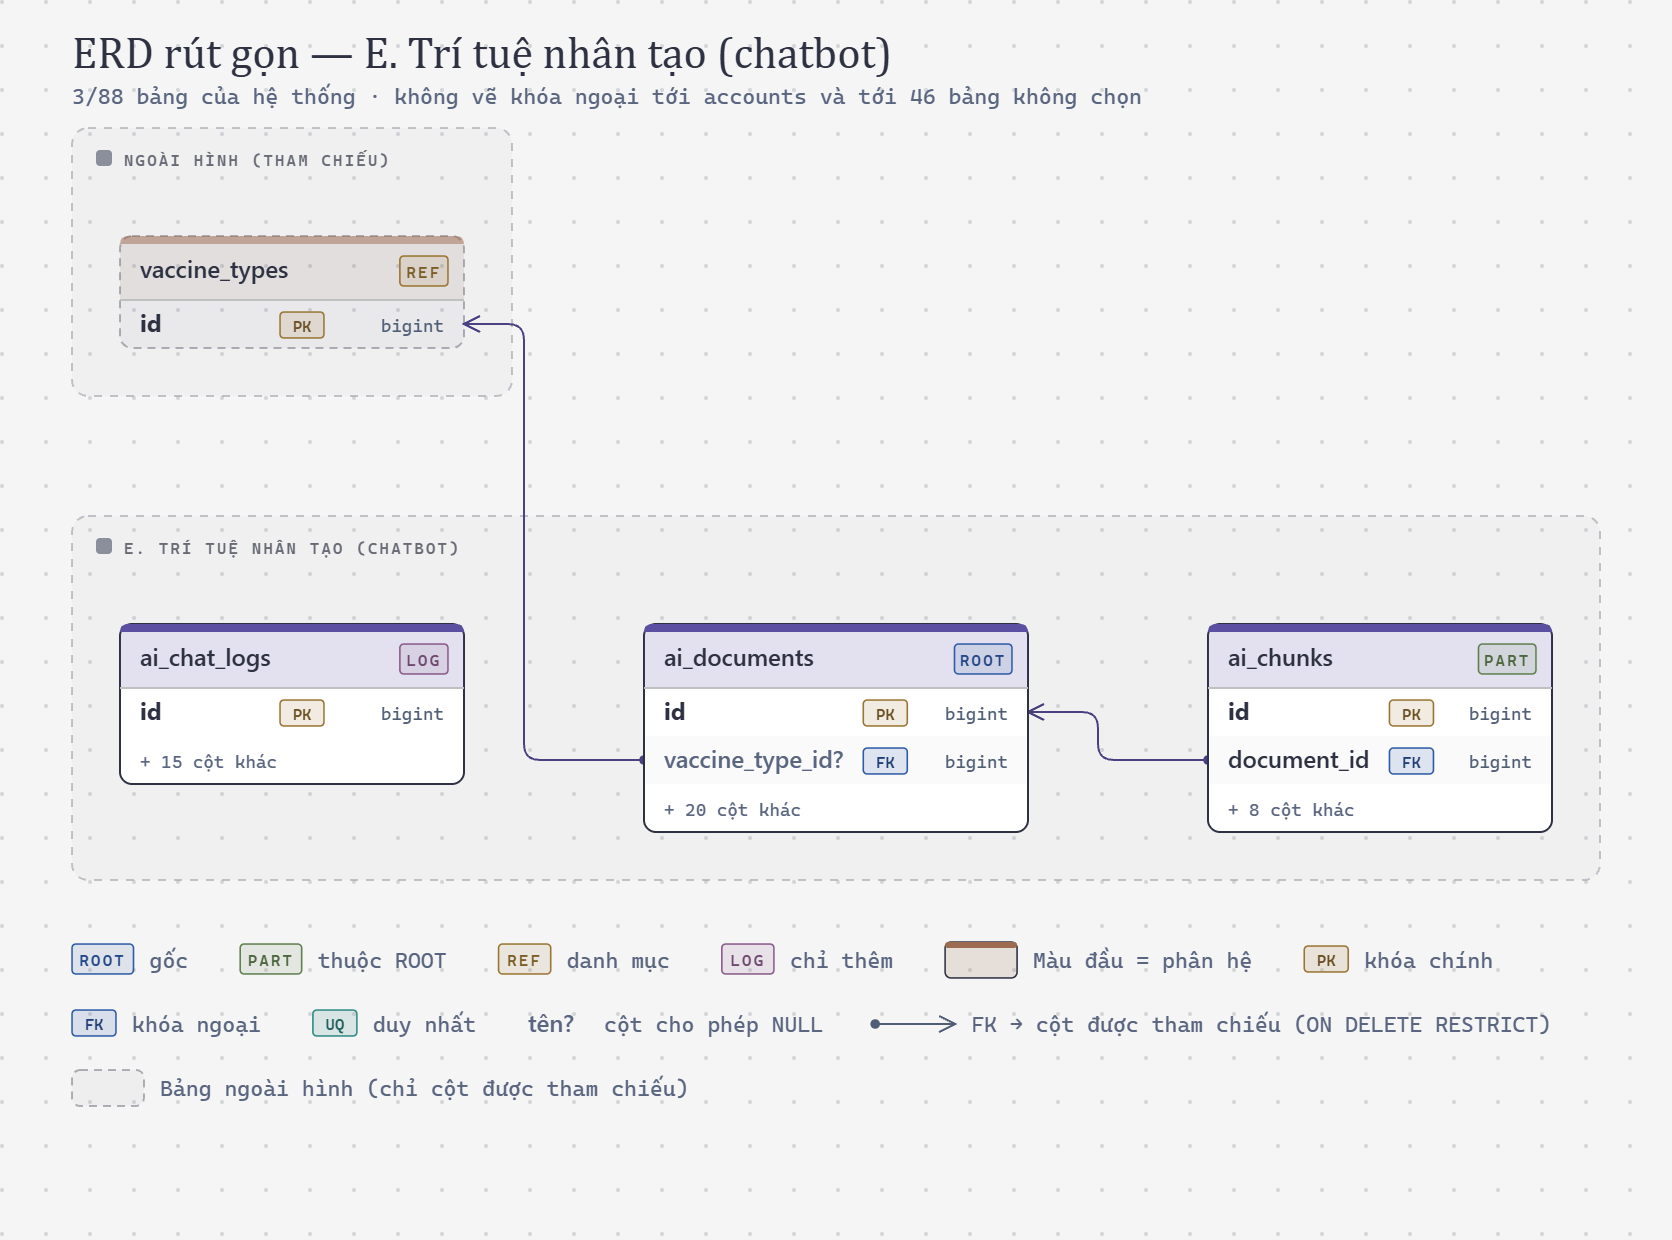 ERD rút gọn — E. Trí tuệ nhân tạo (chatbot)
3/88 bảng của hệ thống · không vẽ khóa ngoại tới accounts và tới 46 bảng không chọn
NGOÀI HÌNH (THAM CHIẾU)
vaccine_types REF
id PK bigint
E. TRÍ TUỆ NHÂN TẠO (CHATBOT)
ai_chat_logs LOG
id PK bigint
+ 15 cột khác
ai_documents ROOT
id PK bigint
vaccine_type_id? FK bigint
+ 20 cột khác
ai_chunks PART
id PK bigint
document_id FK bigint
+ 8 cột khác
ROOT gốc PART thuộc ROOT REF danh mục LOG chỉ thêm Màu đầu = phân hệ PK khóa chính
FK khóa ngoại UQ duy nhất tên? cột cho phép NULL FK → cột được tham chiếu (ON DELETE RESTRICT)
Bảng ngoài hình (chỉ cột được tham chiếu)